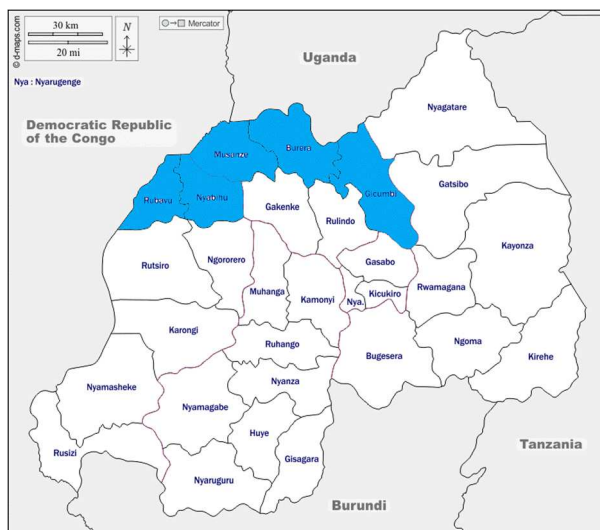 30 km
20 mi
© d-maps.com
N
Mercator
Nya : Nyarugenge
Uganda
Democratic Republic
of the Congo
Nyagatare
Musanze
Burera
Gicumbi
Gatsibo
Rubavu
Nyabihu
Gakenke
Rulindo
Kayonza
Rutsiro
Ngororero
Gasabo
Muhanga
Kamonyi
Nya.
Kicukiro
Rwamagana
Karongi
Ruhango
Bugesera
Ngoma
Kirehe
Nyamasheke
Nyanza
Nyamagabe
Huye
Rusizi
Gisagara
Nyaruguru
Tanzania
Burundi